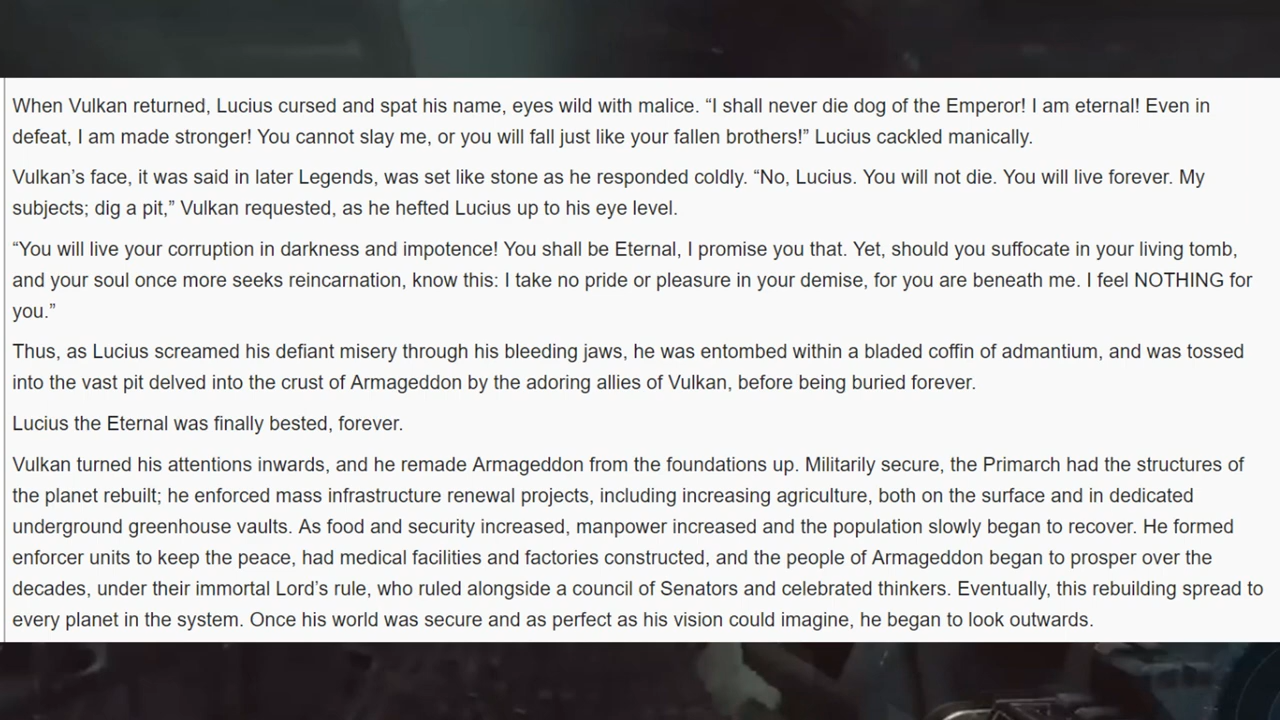 When Vulkan returned, Lucius cursed and spat his name, eyes wild with malice. “I shall never die dog of the Emperor! I am eternal! Even in
defeat, I am made stronger! You cannot slay me, or you will fall just like your fallen brothers!” Lucius cackled manically.
Vulkan’s face, it was said in later Legends, was set like stone as he responded coldly. “No, Lucius. You will not die. You will live forever. My
subjects; dig a pit,” Vulkan requested, as he hefted Lucius up to his eye level.
“You will live your corruption in darkness and impotence! You shall be Eternal, I promise you that. Yet, should you suffocate in your living tomb,
and your soul once more seeks reincarnation, know this: I take no pride or pleasure in your demise, for you are beneath me. I feel NOTHING for
you.”
Thus, as Lucius screamed his defiant misery through his bleeding jaws, he was entombed within a bladed coffin of admantium, and was tossed
into the vast pit delved into the crust of Armageddon by the adoring allies of Vulkan, before being buried forever.
Lucius the Eternal was finally bested, forever.
Vulkan turned his attentions inwards, and he remade Armageddon from the foundations up. Militarily secure, the Primarch had the structures of
the planet rebuilt; he enforced mass infrastructure renewal projects, including increasing agriculture, both on the surface and in dedicated
underground greenhouse vaults. As food and security increased, manpower increased and the population slowly began to recover. He formed
enforcer units to keep the peace, had medical facilities and factories constructed, and the people of Armageddon began to prosper over the
decades, under their immortal Lord’s rule, who ruled alongside a council of Senators and celebrated thinkers. Eventually, this rebuilding spread to
every planet in the system. Once his world was secure and as perfect as his vision could imagine, he began to look outwards.